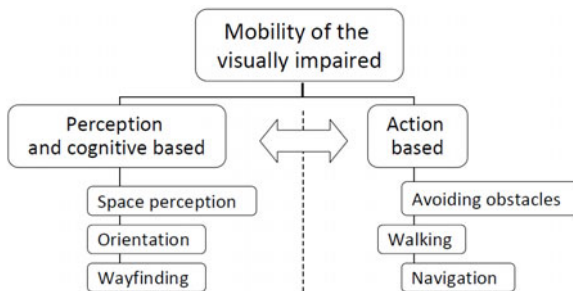 Mobility of the
visually impaired
Perception
and cognitive based
Action
based
Space perception
Orientation
Wayfinding
Avoiding obstacles
Walking
Navigation